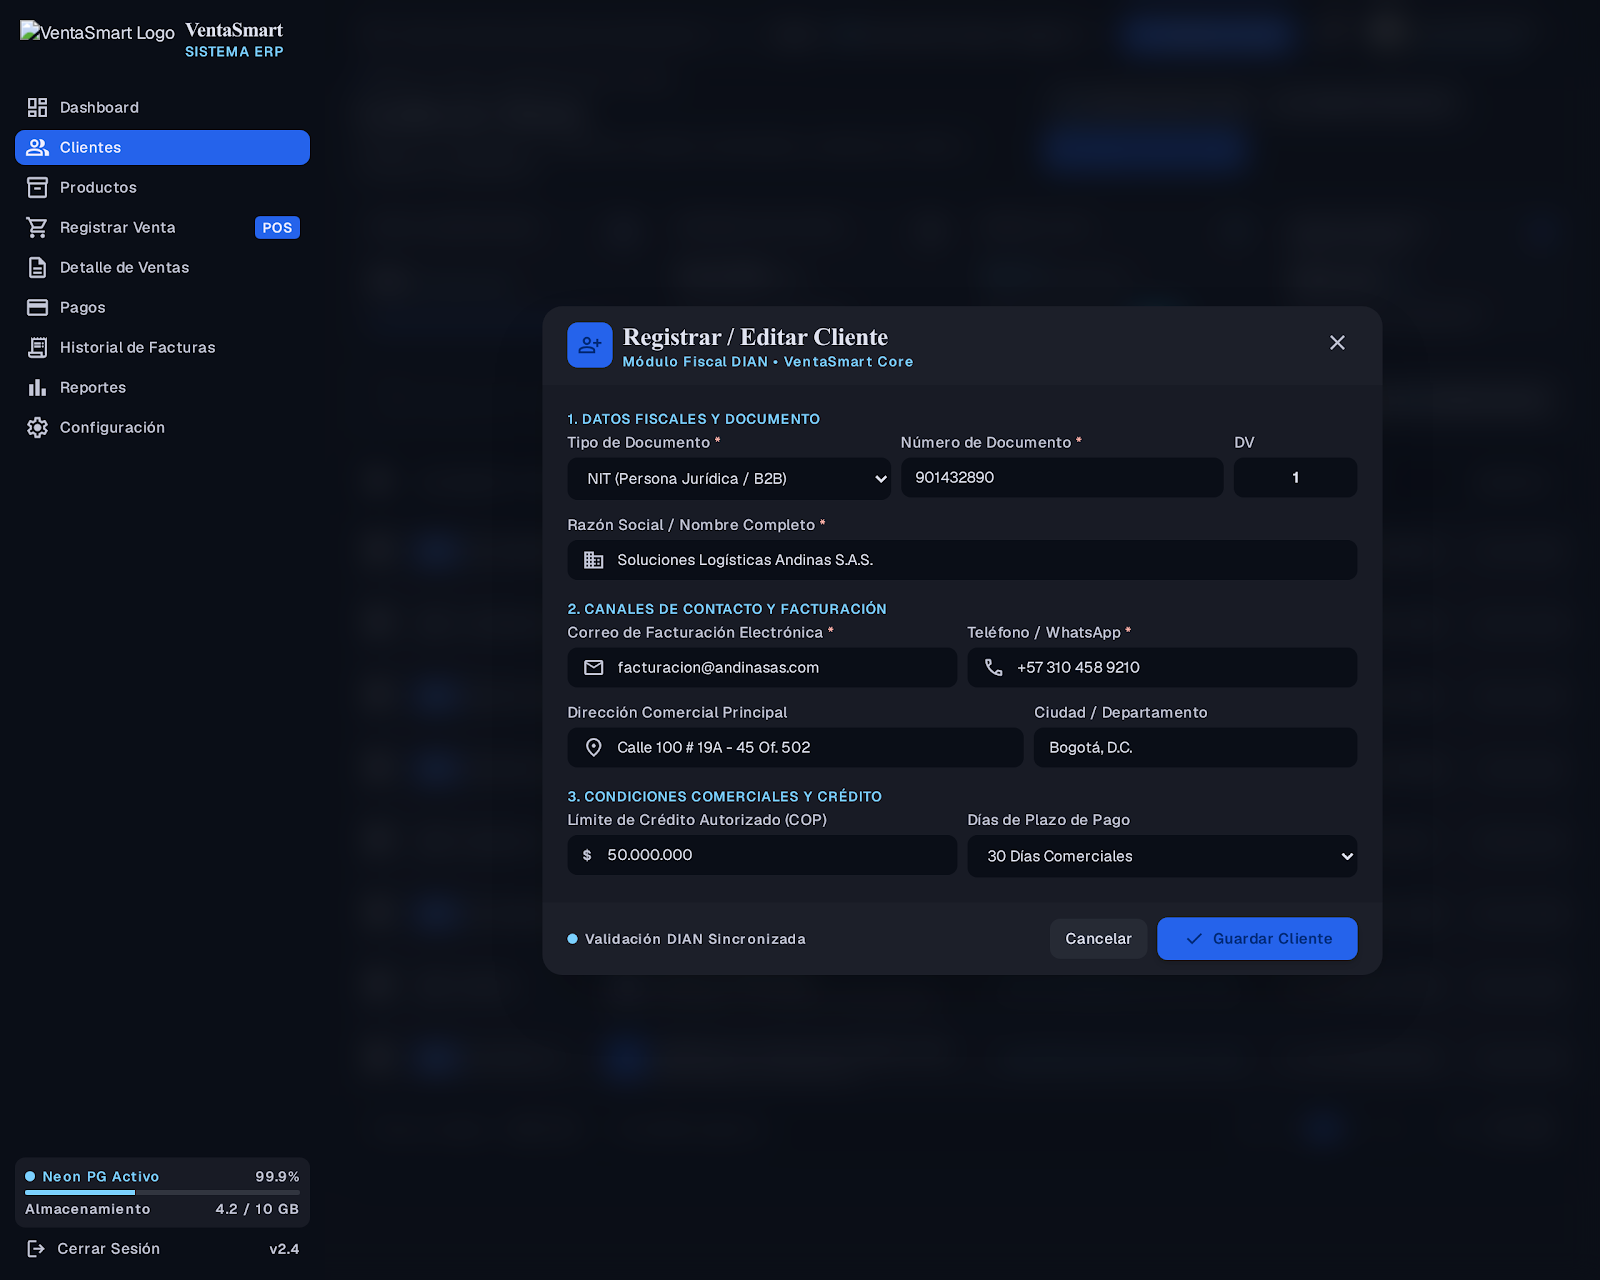 VentaSmart Logo
VentaSmart
SISTEMA ERP
Dashboard
Clientes
Productos
Registrar Venta POS
Detalle de Ventas
Pagos
Historial de Facturas
Reportes
Configuración
Neon PG Activo 99.9%
Almacenamiento 4.2 / 10 GB
Cerrar Sesión v2.4
Registrar / Editar Cliente
Módulo Fiscal DIAN • VentaSmart Core
1. DATOS FISCALES Y DOCUMENTO
Tipo de Documento * Número de Documento * DV
NIT (Persona Jurídica / B2B) 901432890 1
Razón Social / Nombre Completo *
Soluciones Logísticas Andinas S.A.S.
2. CANALES DE CONTACTO Y FACTURACIÓN
Correo de Facturación Electrónica * Teléfono / WhatsApp *
facturacion@andinasas.com +57 310 458 9210
Dirección Comercial Principal Ciudad / Departamento
Calle 100 # 19A - 45 Of. 502 Bogotá, D.C.
3. CONDICIONES COMERCIALES Y CRÉDITO
Límite de Crédito Autorizado (COP) Días de Plazo de Pago
$ 50.000.000 30 Días Comerciales
Validación DIAN Sincronizada Cancelar Guardar Cliente